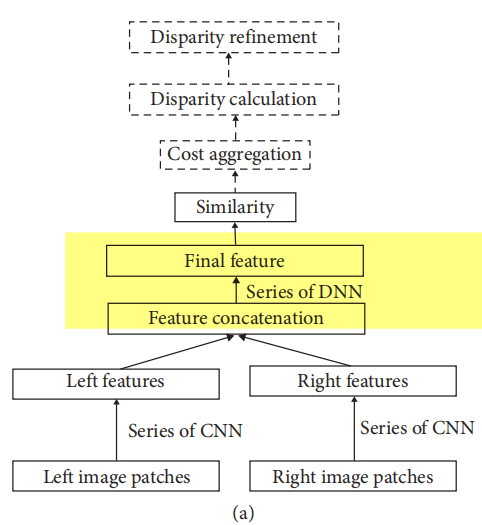 Disparity refinement
Disparity calculation
Cost aggregation
Similarity
Final feature
Series of DNN
Feature concatenation
Left features
Right features
Series of CNN
Series of CNN
Left image patches
Right image patches
(a)